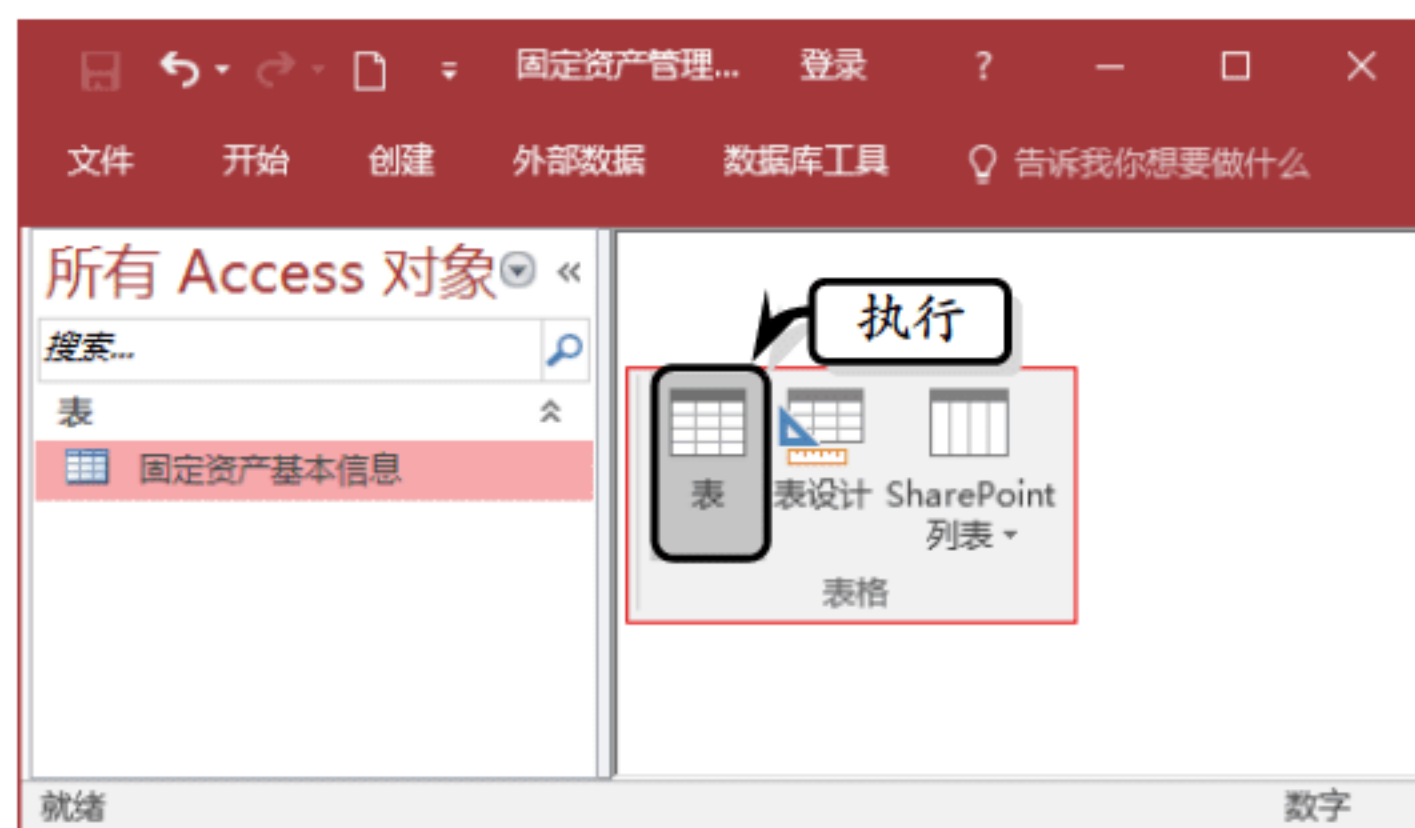 固定资产管理... 登录 ?
文件 开始 创建 外部数据 数据库工具 告诉我你想要做什么
所有 Access 对象 «
搜索...
表
固定资产基本信息
执行
表 表设计 SharePoint
列表
表格
就绪 数字